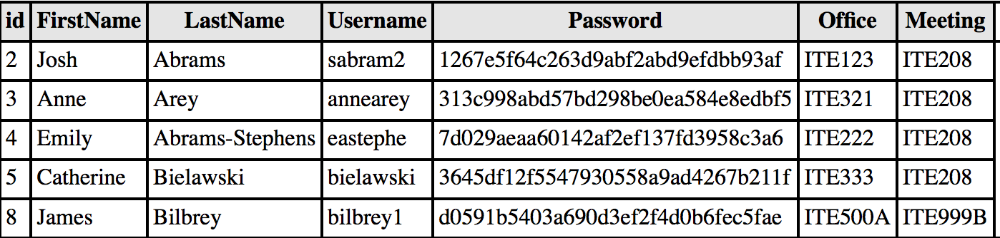 id FirstName LastName Username Password Office Meeting
2 Josh Abrams sabram2 1267e5f64c263d9abf2abd9efdbb93af ITE123 ITE208
3 Anne Arey annearey 313c998abd57bd298be0ea584e8edbf5 ITE321 ITE208
4 Emily Abrams-Stephens eastephe 7d029aeaa60142af2ef137fd3958c3a6 ITE222 ITE208
5 Catherine Bielawski bielawski 3645df12f5547930558a9ad4267b211f ITE333 ITE208
8 James Bilbrey bilbrey1 d0591b5403a690d3ef2f4d0b6fec5fae ITE500A ITE999B